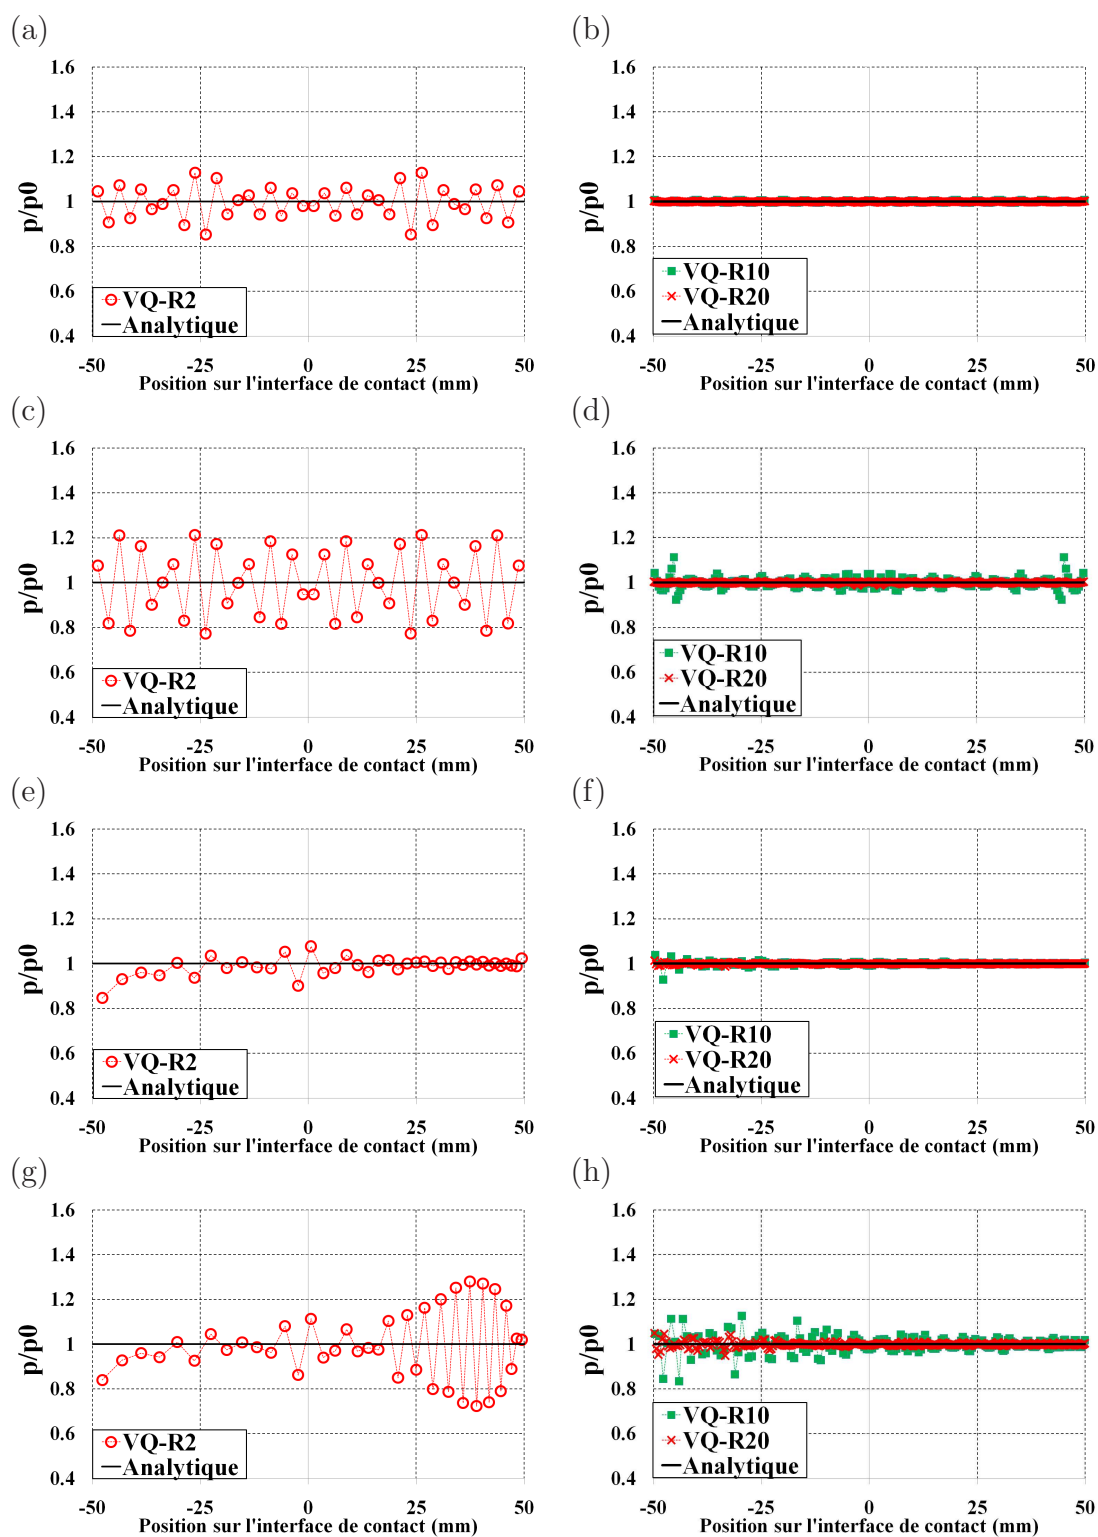 (a)
(b)
1.6
1.4
1.2
1
0.8
0.6
0.4
p/p0
VQ-R2
Analytique
-50 -25 0 25 50
Position sur l'interface de contact (mm)
1.6
1.4
1.2
1
0.8
0.6
0.4
p/p0
VQ-R10
VQ-R20
Analytique
-50 -25 0 25 50
Position sur l'interface de contact (mm)
(c)
(d)
1.6
1.4
1.2
1
0.8
0.6
0.4
p/p0
VQ-R2
Analytique
-50 -25 0 25 50
Position sur l'interface de contact (mm)
1.6
1.4
1.2
1
0.8
0.6
0.4
p/p0
VQ-R10
VQ-R20
Analytique
-50 -25 0 25 50
Position sur l'interface de contact (mm)
(e)
(f)
1.6
1.4
1.2
1
0.8
0.6
0.4
p/p0
VQ-R2
Analytique
-50 -25 0 25 50
Position sur l'interface de contact (mm)
1.6
1.4
1.2
1
0.8
0.6
0.4
p/p0
VQ-R10
VQ-R20
Analytique
-50 -25 0 25 50
Position sur l'interface de contact (mm)
(g)
(h)
1.6
1.4
1.2
1
0.8
0.6
0.4
p/p0
VQ-R2
Analytique
-50 -25 0 25 50
Position sur l'interface de contact (mm)
1.6
1.4
1.2
1
0.8
0.6
0.4
p/p0
VQ-R10
VQ-R20
Analytique
-50 -25 0 25 50
Position sur l'interface de contact (mm)